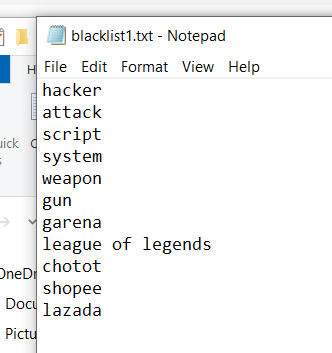 blacklist1.txt - Notepad
File Edit Format View Help
hacker
attack
script
system
weapon
gun
garena
league of legends
chotot
shopee
lazada